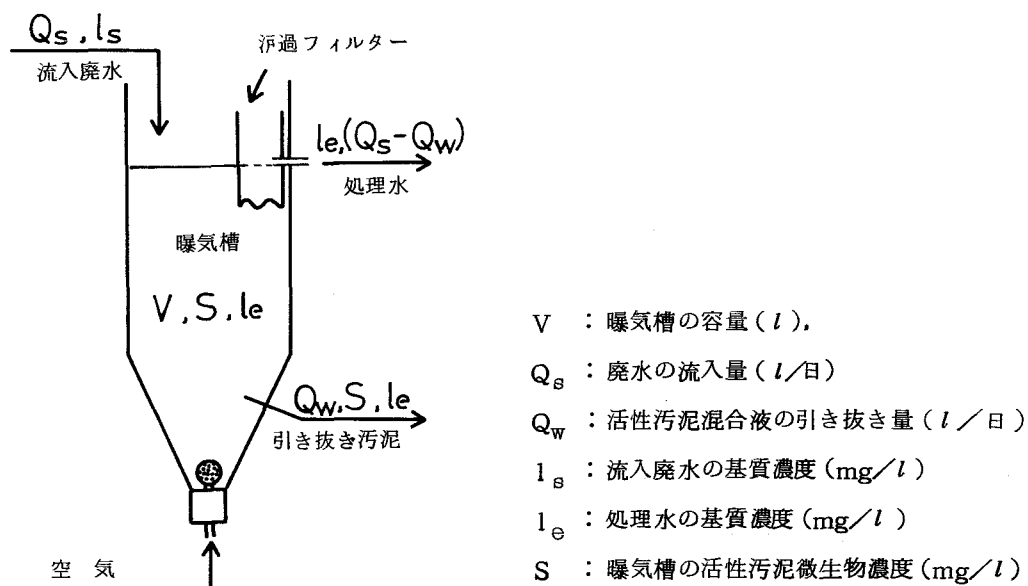 Qs, ls
流入廃水
沪過フィルター
le,(Qs-Qw)
処理水
曝気槽
V, S, le
Qw, S, le
引き抜き汚泥
空 気
V : 曝気槽の容量(l).
Qs : 廃水の流入量(l/日)
Qw : 活性汚泥混合液の引き抜き量(l/日)
ls : 流入廃水の基質濃度(mg/l)
le : 処理水の基質濃度(mg/l)
S : 曝気槽の活性汚泥微生物濃度(mg/l)